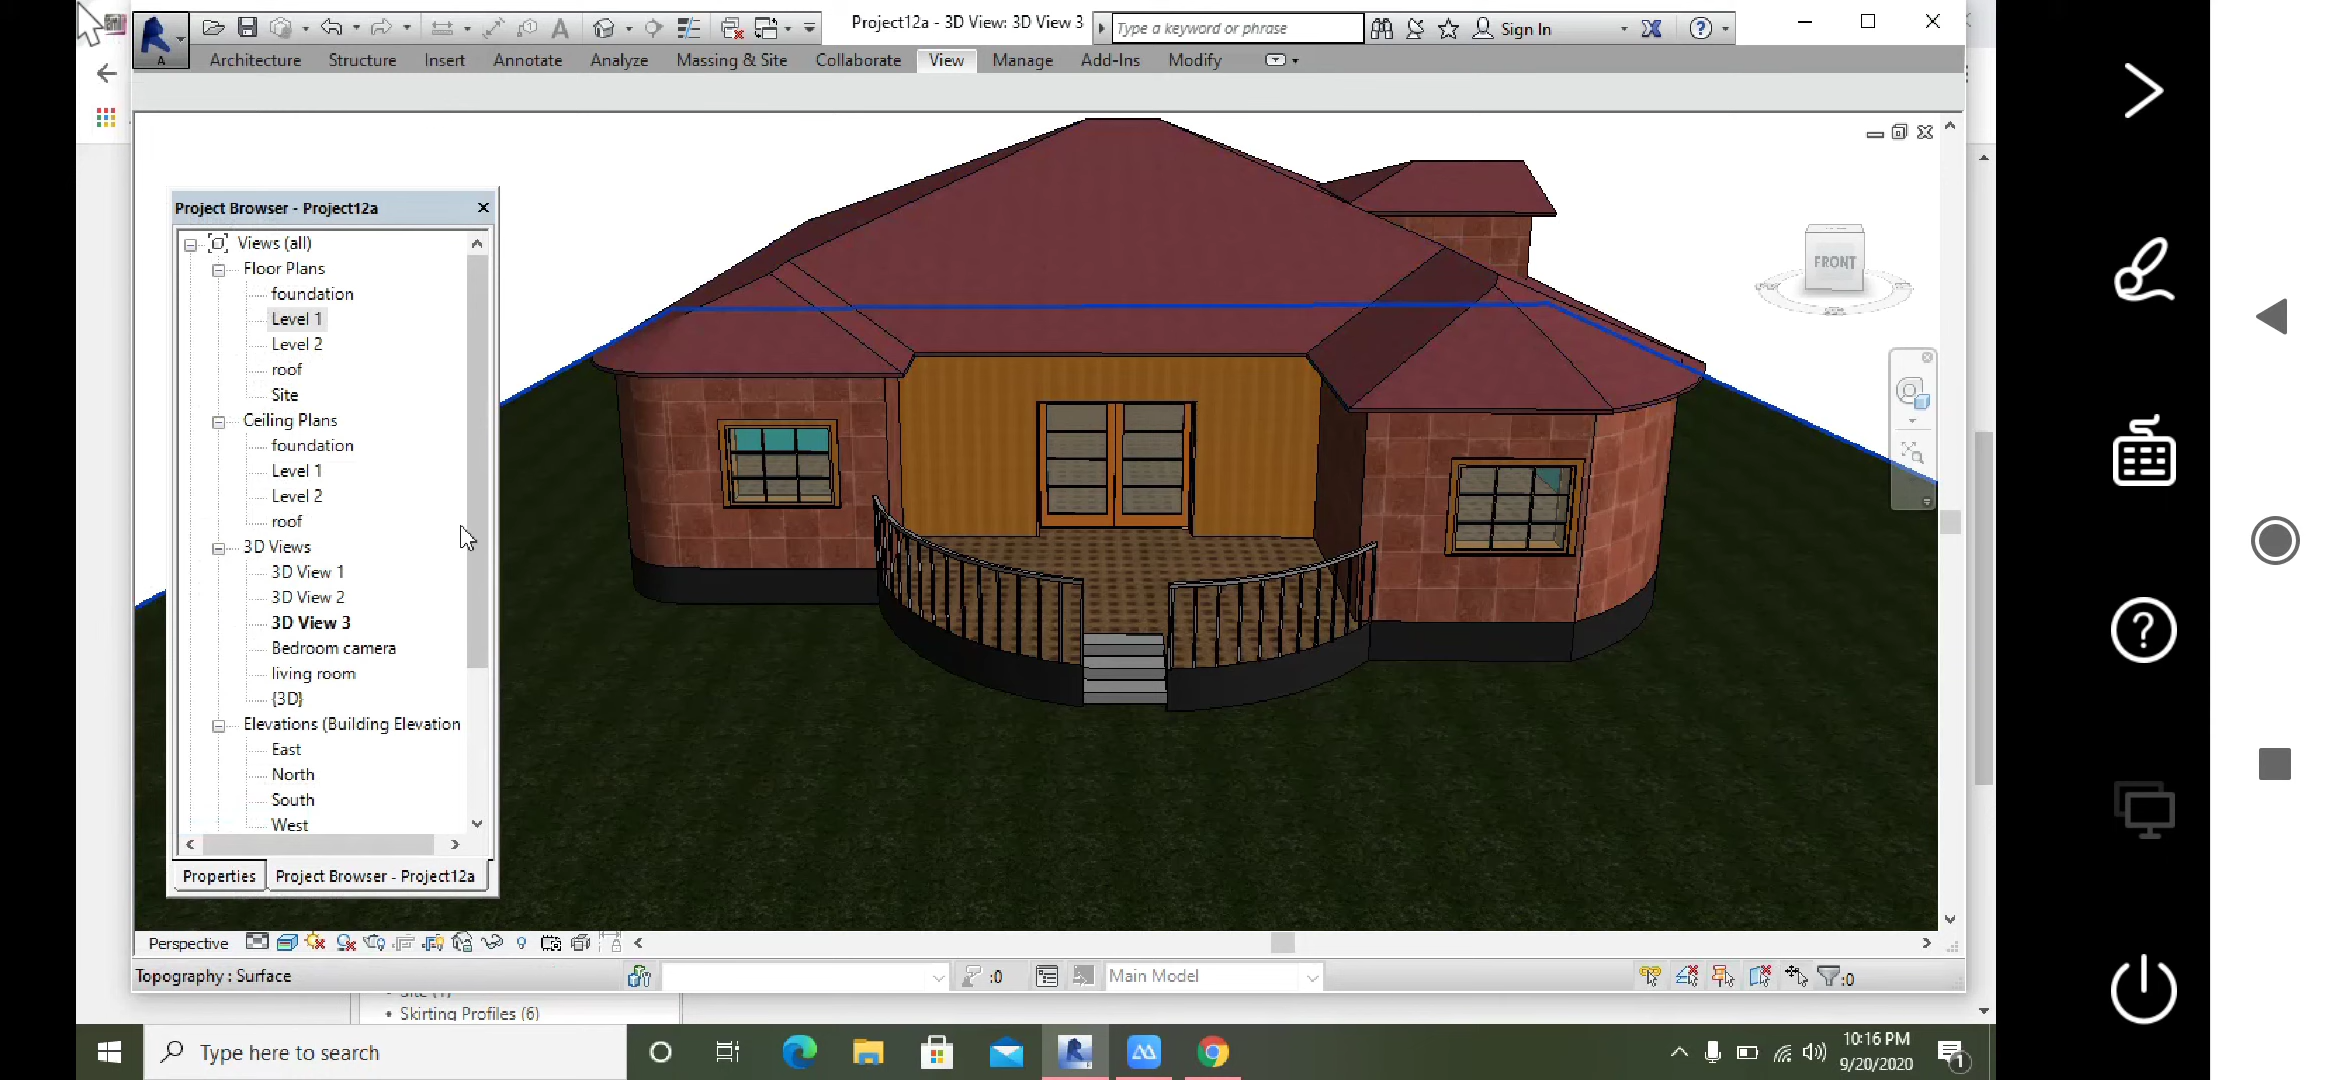 Project12a - 3D View: 3D View 3
Type a keyword or phrase
Sign In
A
Architecture
Structure
Insert
Annotate
Analyze
Massing & Site
Collaborate
View
Manage
Add-Ins
Modify
Project Browser - Project12a
Views (all)
Floor Plans
foundation
Level 1
Level 2
roof
Site
Ceiling Plans
foundation
Level 1
Level 2
roof
3D Views
3D View 1
3D View 2
3D View 3
Bedroom camera
living room
{3D}
Elevations (Building Elevation
East
North
South
West
Properties
Project Browser - Project12a
FRONT
Perspective
Topography : Surface
:0
Main Model
:0
Site (1)
Skirting Profiles (6)
Type here to search
10:16 PM
9/20/2020
1